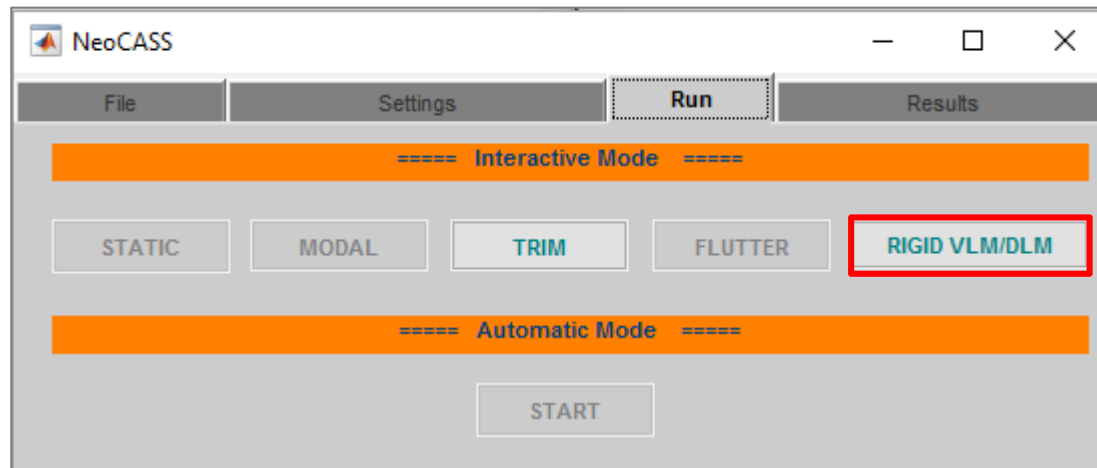 NeoCASS
File Settings Run Results
===== Interactive Mode =====
STATIC MODAL TRIM FLUTTER RIGID VLM/DLM
===== Automatic Mode =====
START